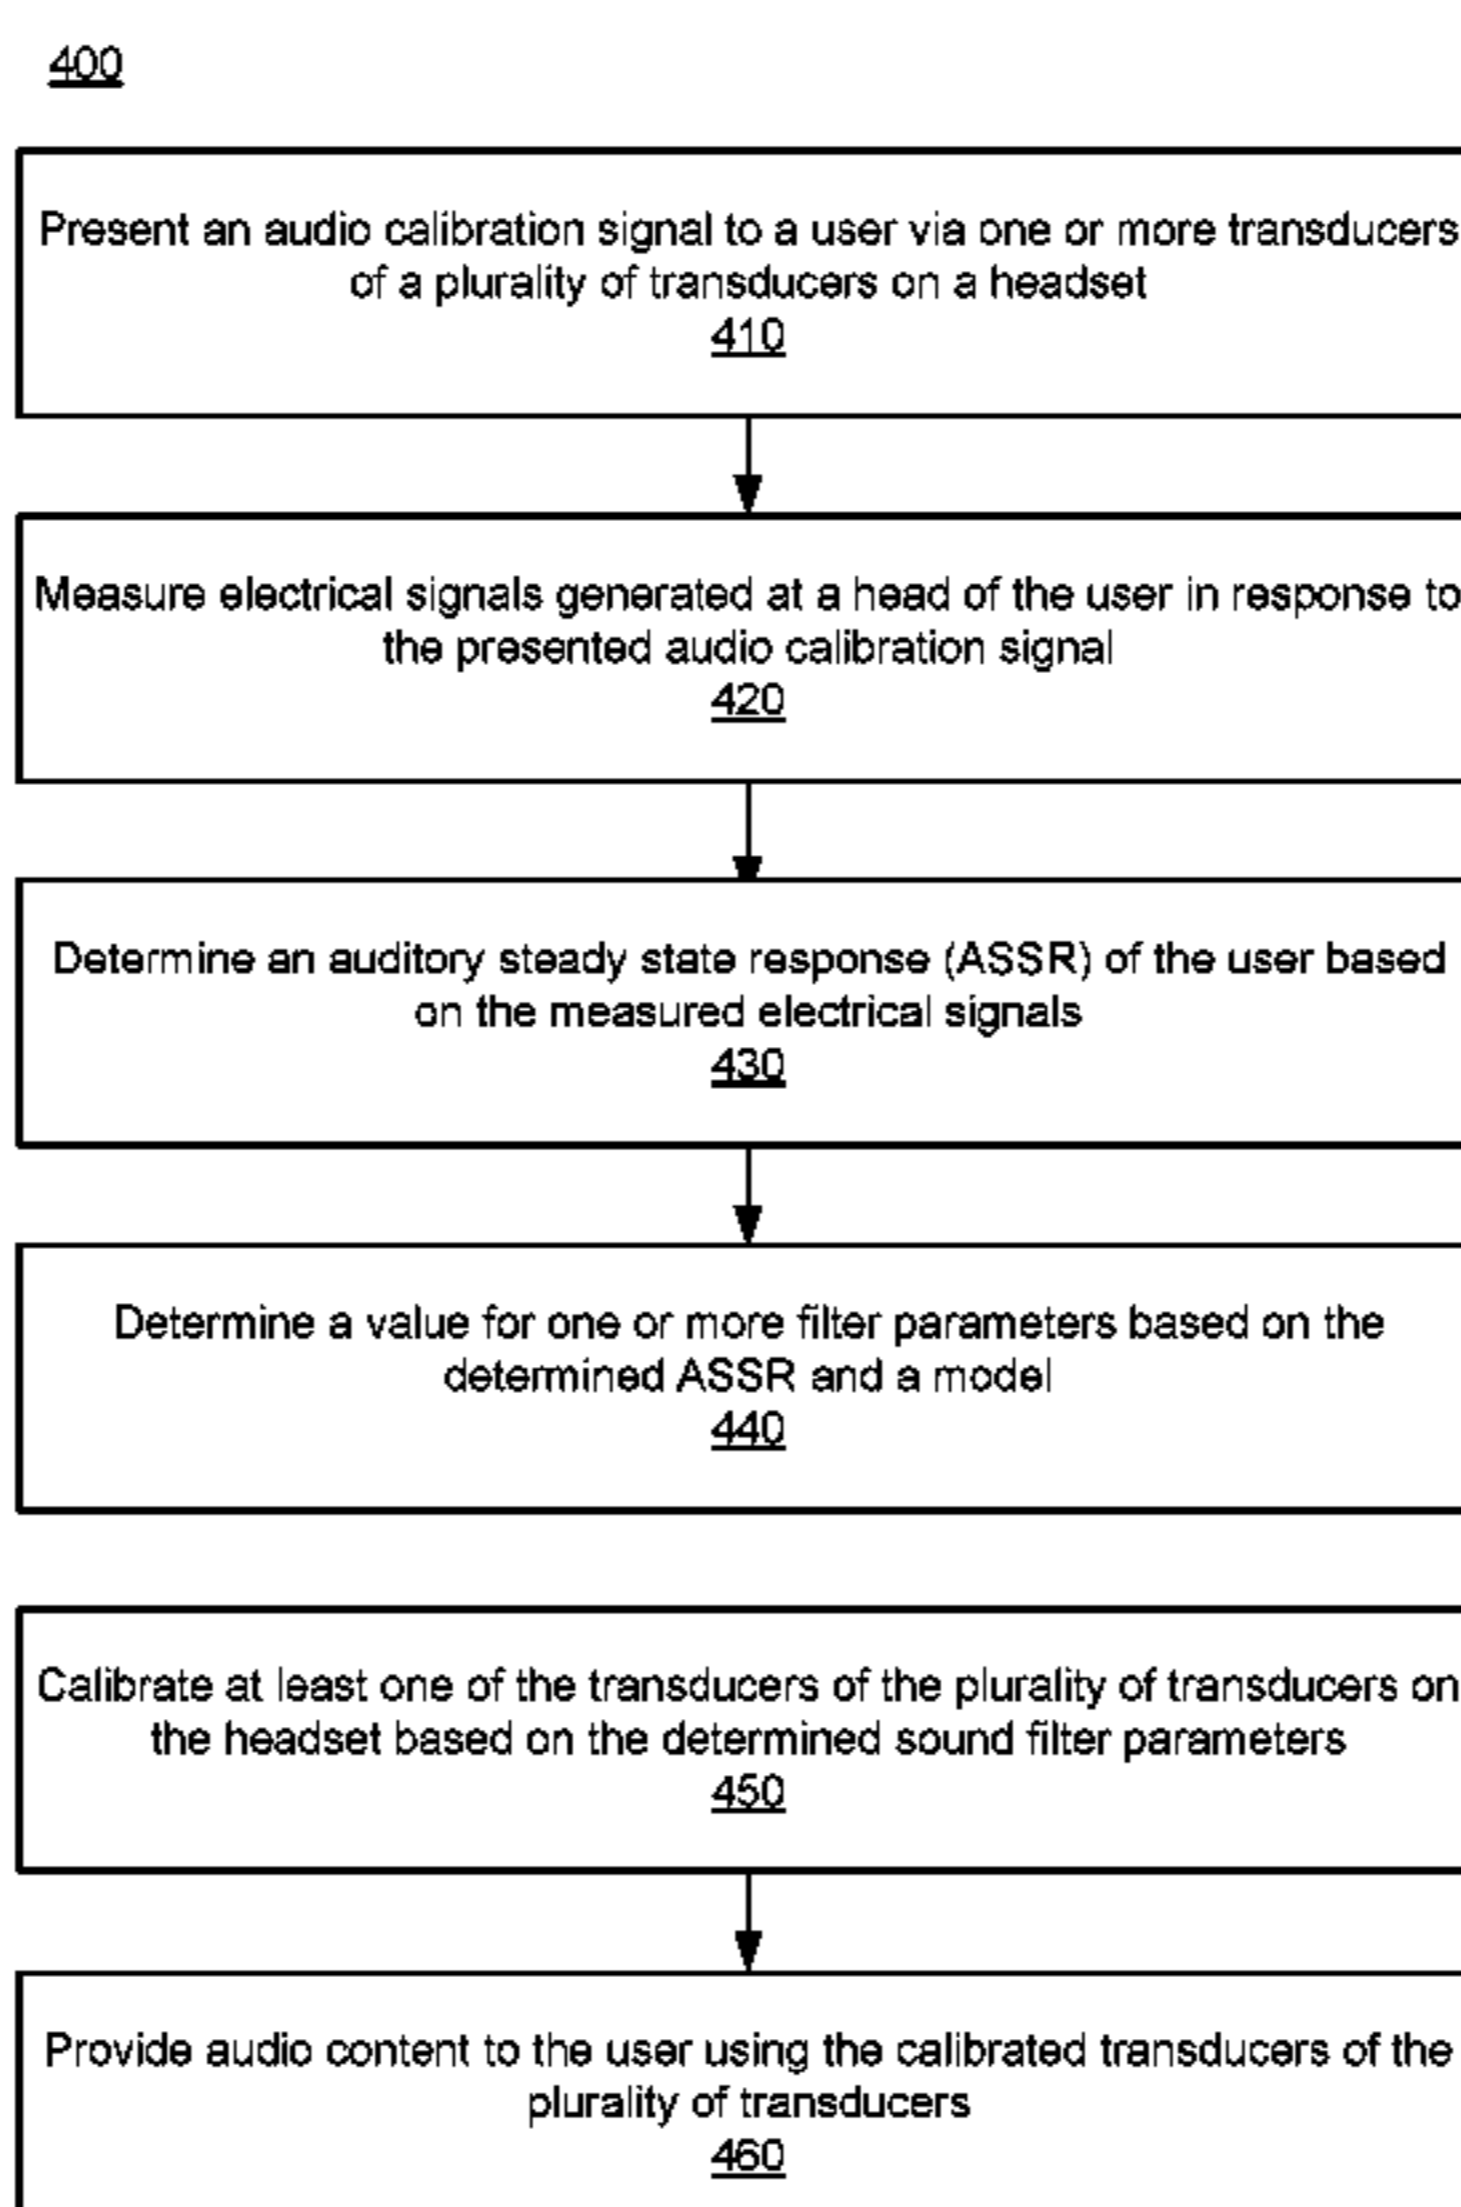 400
Present an audio calibration signal to a user via one or more transducers
of a plurality of transducers on a headset
410
Measure electrical signals generated at a head of the user in response to
the presented audio calibration signal
420
Determine an auditory steady state response (ASSR) of the user based
on the measured electrical signals
430
Determine a value for one or more filter parameters based on the
determined ASSR and a model
440
Calibrate at least one of the transducers of the plurality of transducers on
the headset based on the determined sound filter parameters
450
Provide audio content to the user using the calibrated transducers of the
plurality of transducers
460